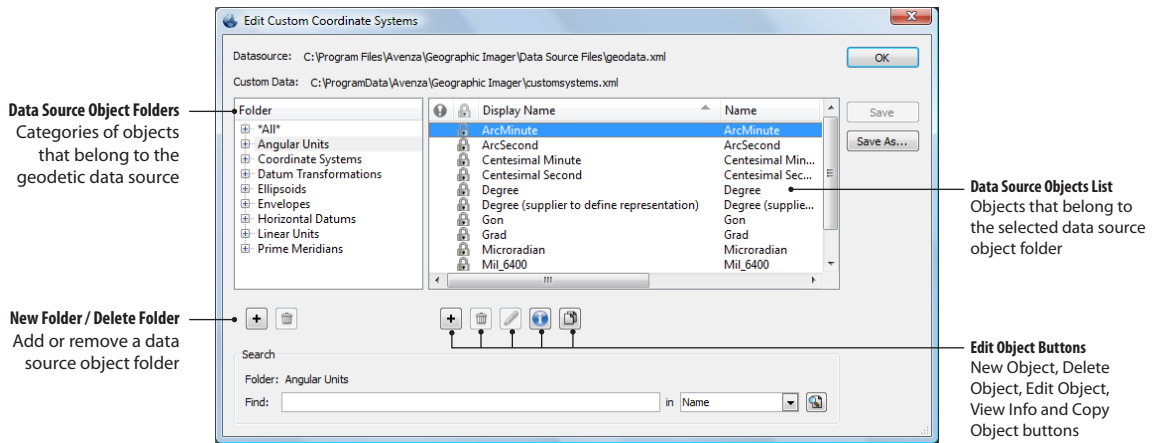 Edit Custom Coordinate Systems
Datasource: C:\Program Files\Avenza\Geographic Imager\Data Source Files\geodata.xml
OK
Custom Data: C:\ProgramData\Avenza\Geographic Imager\customsystems.xml
Data Source Object Folders
Categories of objects
that belong to the
geodetic data source
Folder
*All*
Angular Units
Coordinate Systems
Datum Transformations
Ellipsoids
Envelopes
Horizontal Datums
Linear Units
Prime Meridians
Display Name Name
ArcMinute ArcMinute
ArcSecond ArcSecond
Centesimal Minute Centesimal Min...
Centesimal Second Centesimal Sec...
Degree Degree
Degree (supplier to define representation) Degree (supplie...
Gon Gon
Grad Grad
Microradian Microradian
Mil_6400 Mil_6400
Save
Save As...
Data Source Objects List
Objects that belong to
the selected data source
object folder
New Folder / Delete Folder
Add or remove a data
source object folder
Edit Object Buttons
New Object, Delete
Object, Edit Object,
View Info and Copy
Object buttons
Search
Folder: Angular Units
Find: in Name